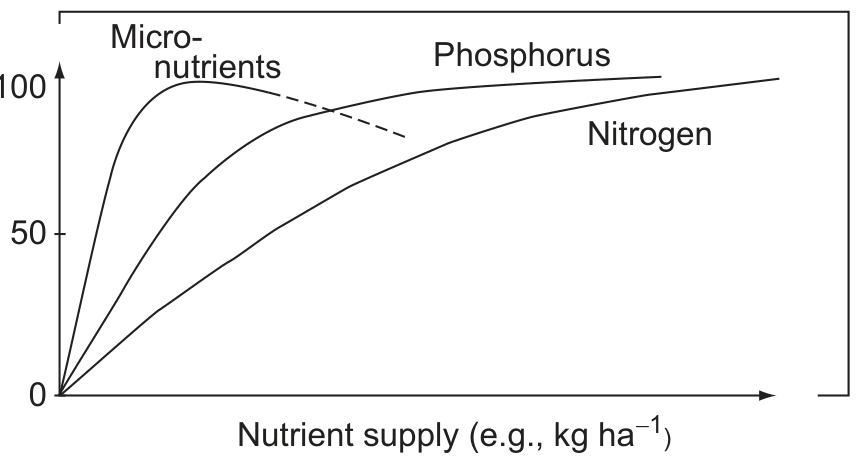 Micro-
nutrients
Phosphorus
100
Nitrogen
50
0
Nutrient supply (e.g., kg ha⁻¹)